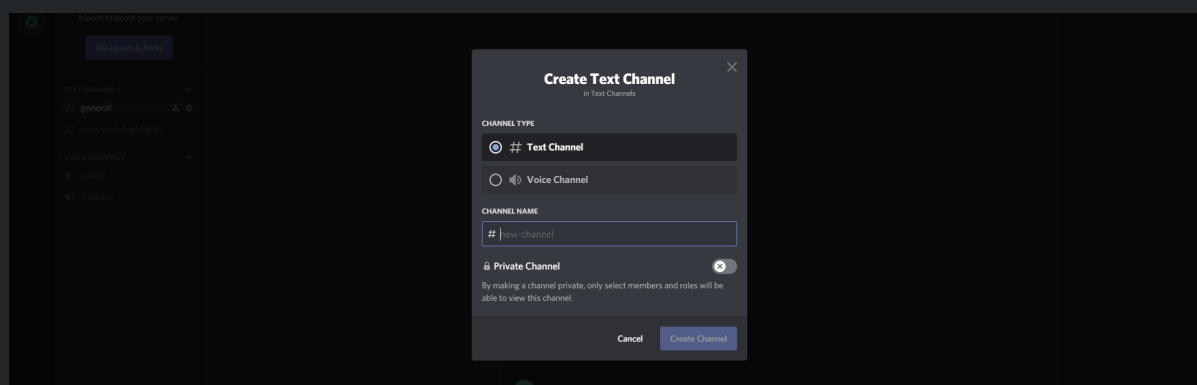 friends to boost your server
See Levels & Perks
TEXT CHANNELS
general
clips-and-highlights
VOICE CHANNELS
Lobby
Gaming
Create Text Channel
in Text Channels
CHANNEL TYPE
# Text Channel
Voice Channel
CHANNEL NAME
# new-channel
Private Channel
By making a channel private, only select members and roles will be
able to view this channel.
Cancel Create Channel